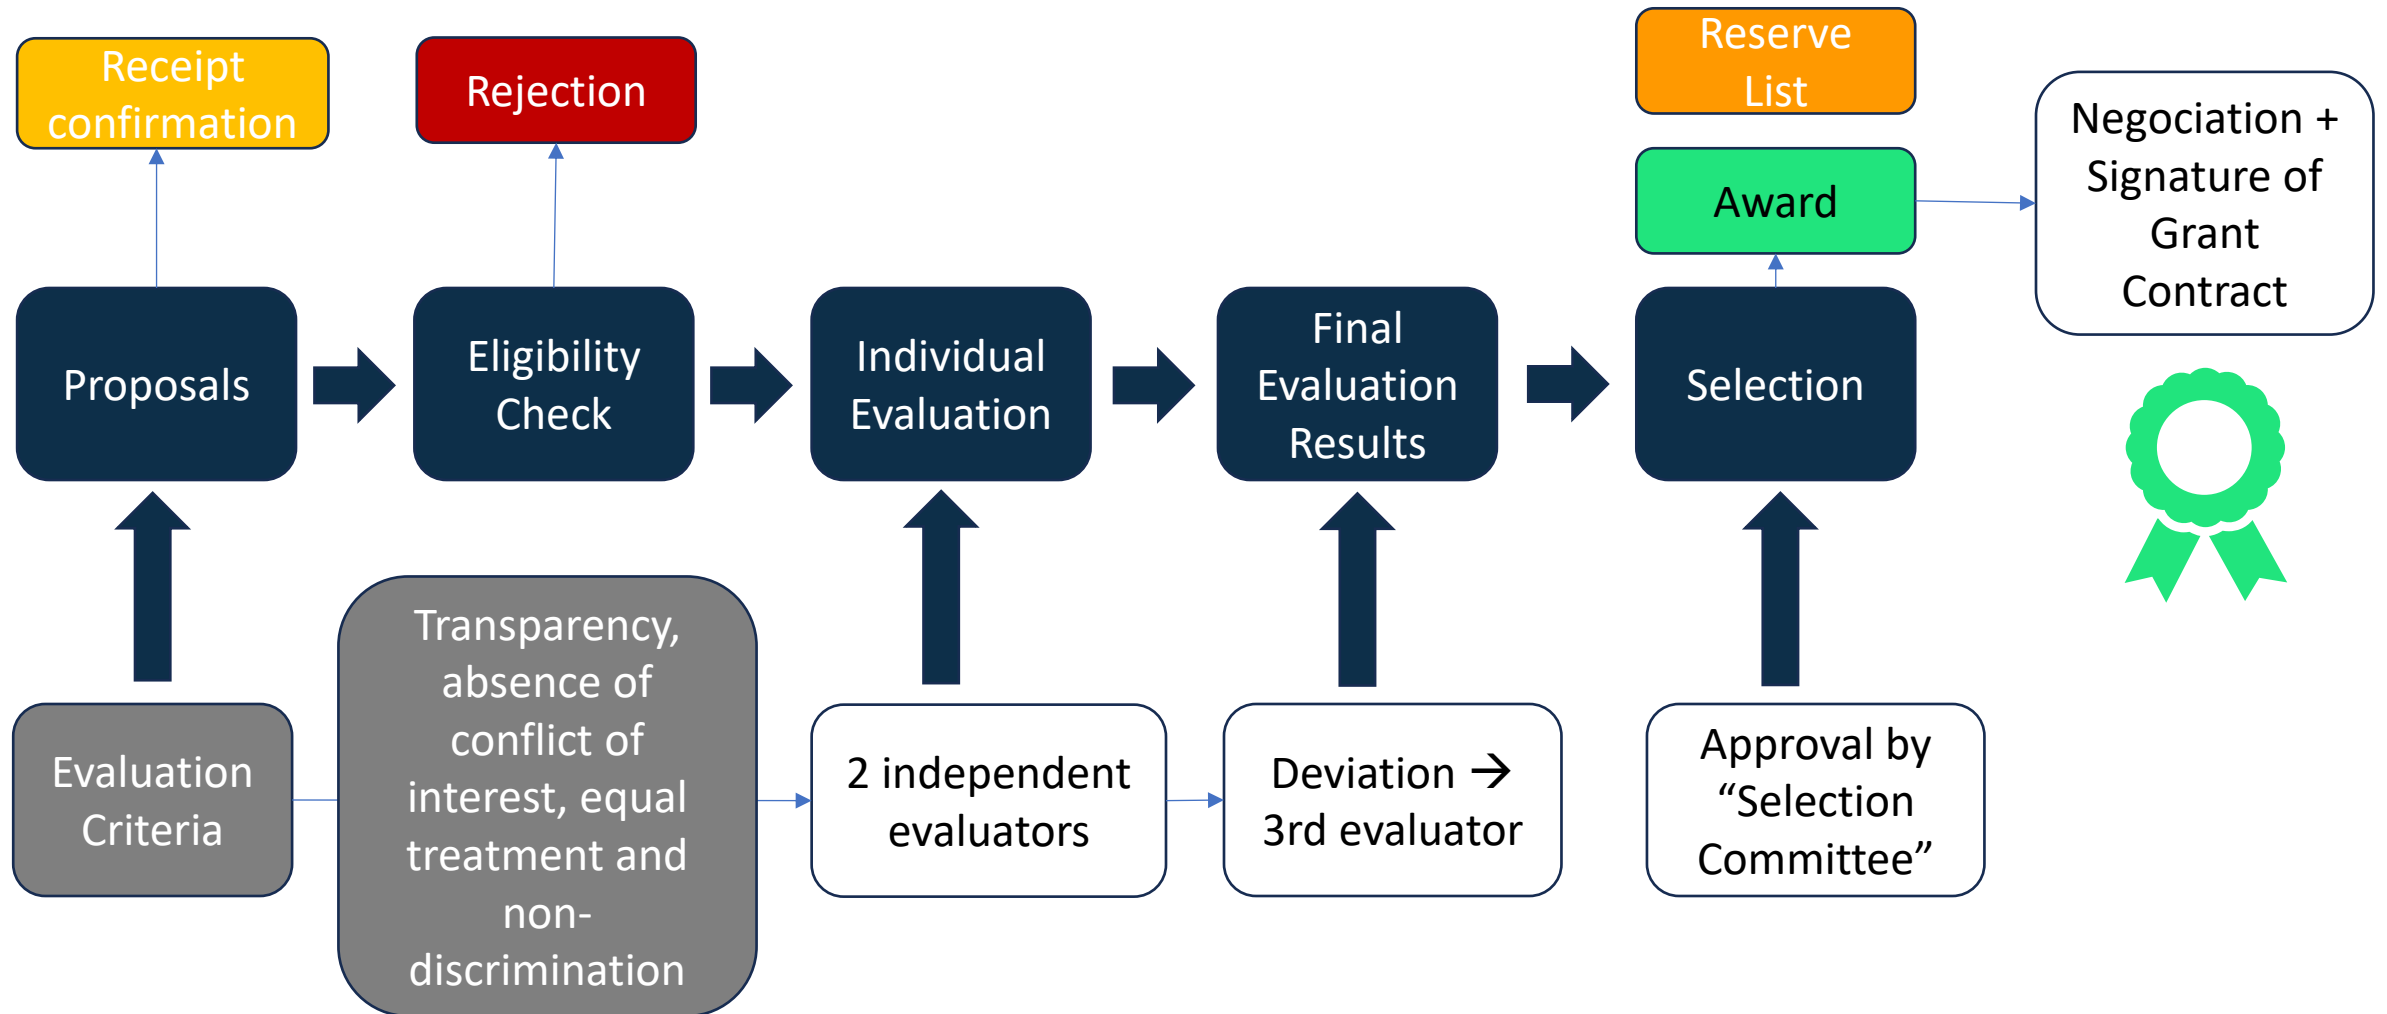 Receipt
confirmation
Rejection
Reserve
List
Award
Negociation +
Signature of
Grant
Contract
Proposals
Eligibility
Check
Individual
Evaluation
Final
Evaluation
Results
Selection
Evaluation
Criteria
Transparency,
absence of
conflict of
interest, equal
treatment and
non-
discrimination
2 independent
evaluators
Deviation →
3rd evaluator
Approval by
“Selection
Committee”